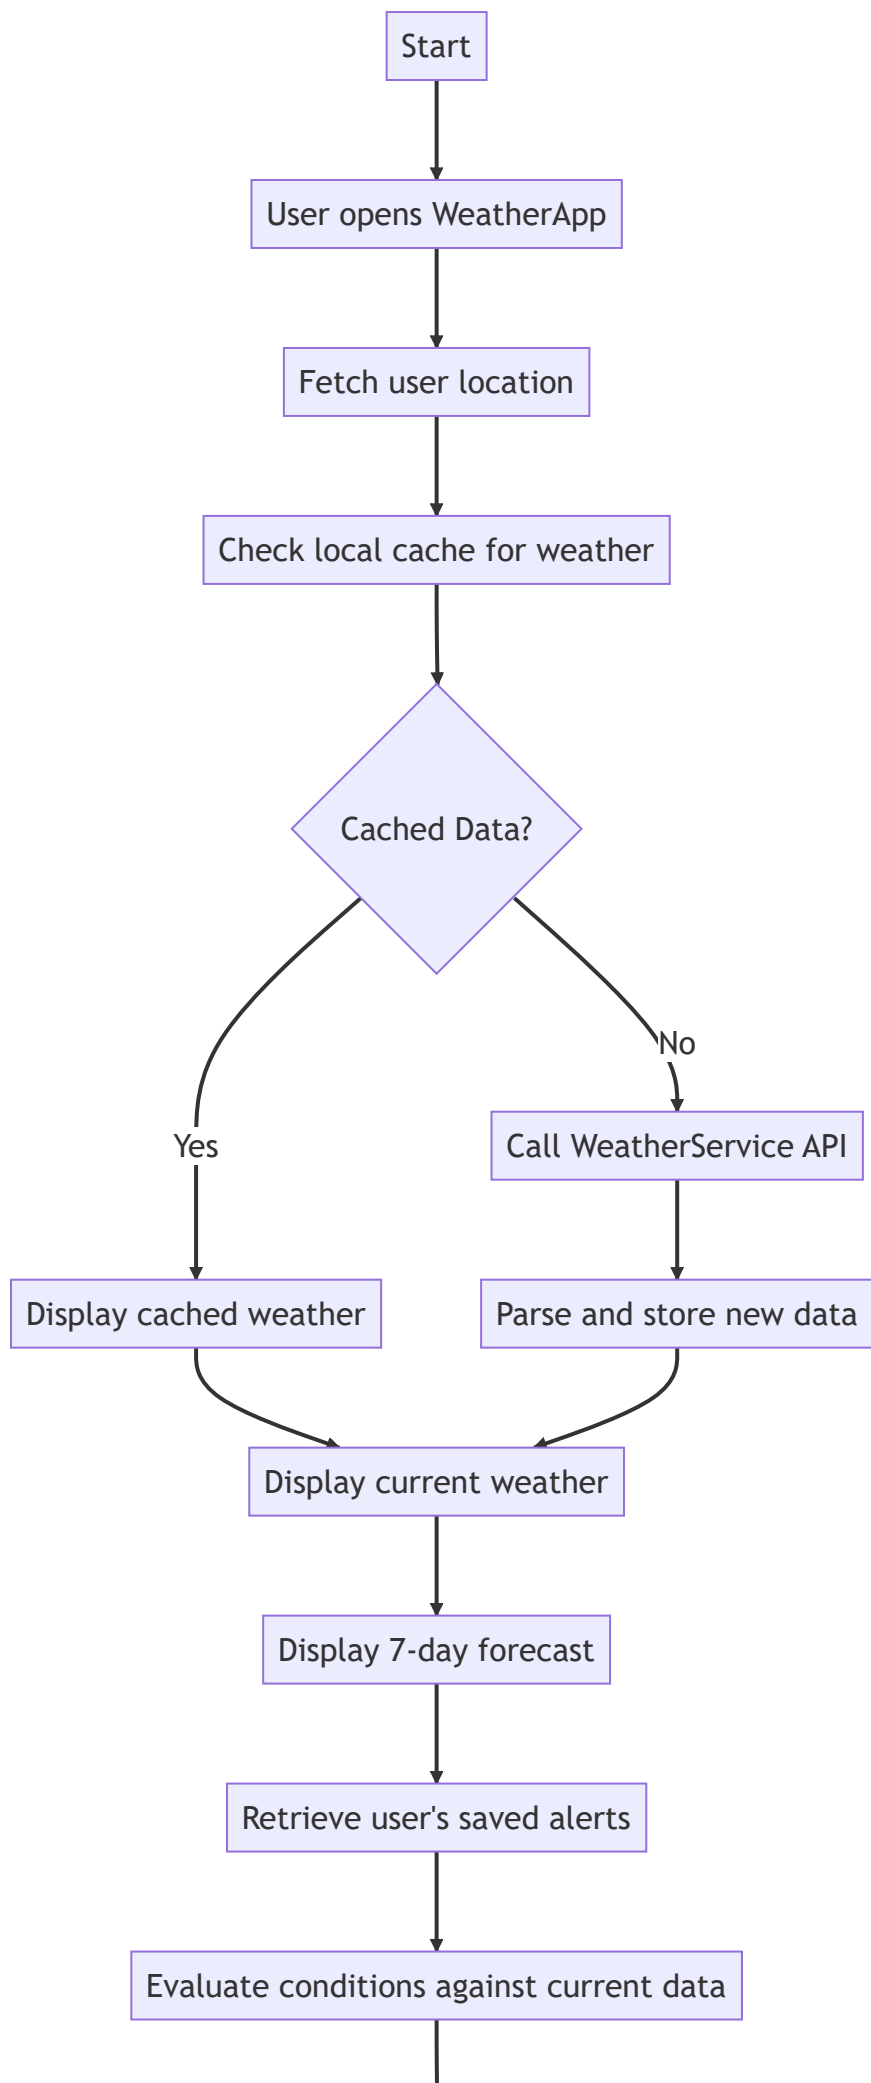 Start
User opens WeatherApp
Fetch user location
Check local cache for weather
Cached Data?
No
Yes
Call WeatherService API
Display cached weather
Parse and store new data
Display current weather
Display 7-day forecast
Retrieve user's saved alerts
Evaluate conditions against current data